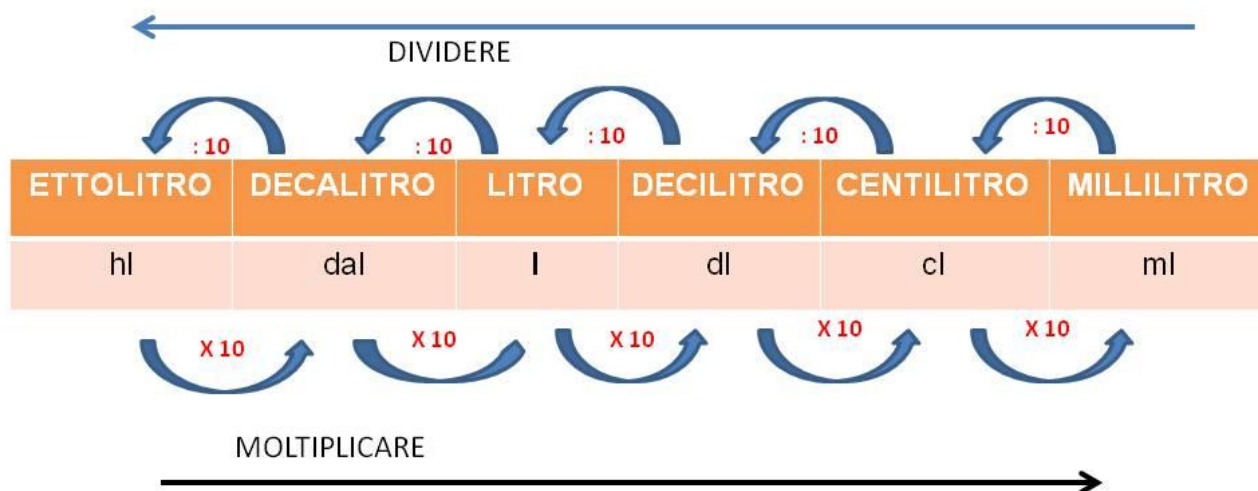 DIVIDERE
: 10 : 10 : 10 : 10 : 10
ETTOLITRO DECALITRO LITRO DECILITRO CENTILITRO MILLILITRO
hl dal l dl cl ml
X 10 X 10 X 10 X 10 X 10
MOLTIPLICARE